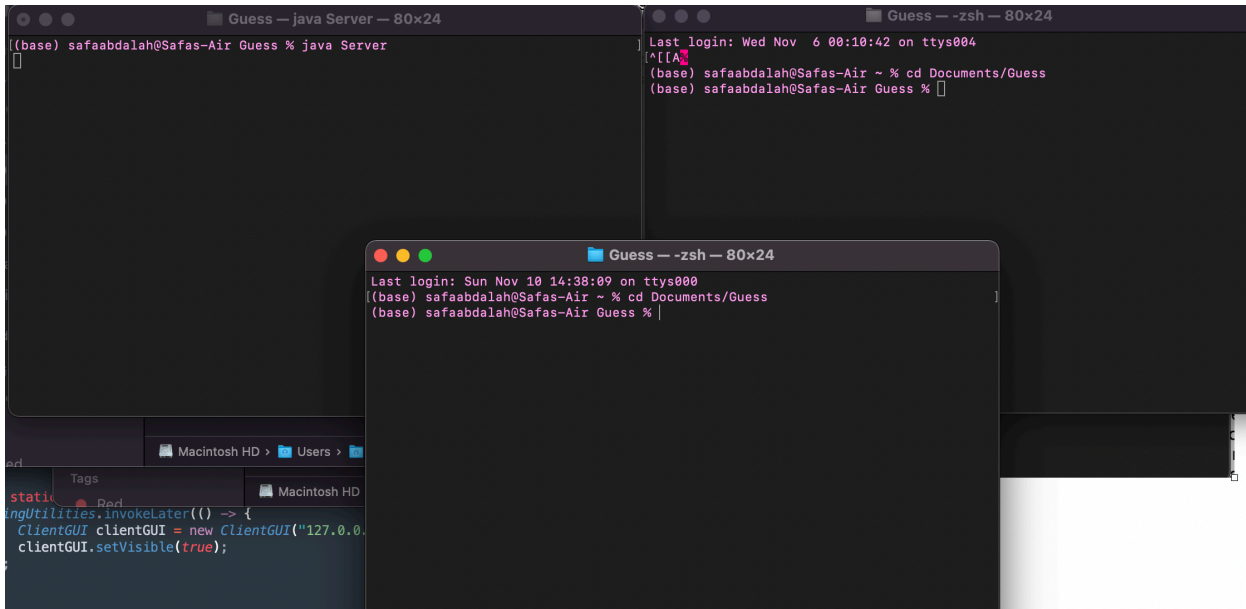 Guess — java Server — 80×24
[(base) safaabdalah@Safas-Air Guess % java Server ]
Guess — -zsh — 80×24
Last login: Wed Nov  6 00:10:42 on ttys004
[^[[A%
(base) safaabdalah@Safas-Air ~ % cd Documents/Guess
(base) safaabdalah@Safas-Air Guess %
Guess — -zsh — 80×24
Last login: Sun Nov 10 14:38:09 on ttys000
[(base) safaabdalah@Safas-Air ~ % cd Documents/Guess ]
(base) safaabdalah@Safas-Air Guess %
Macintosh HD › Users ›
Tags
Red
Macintosh HD
static
ingUtilities.invokeLater(() -> {
ClientGUI clientGUI = new ClientGUI("127.0.0.
clientGUI.setVisible(true);
;